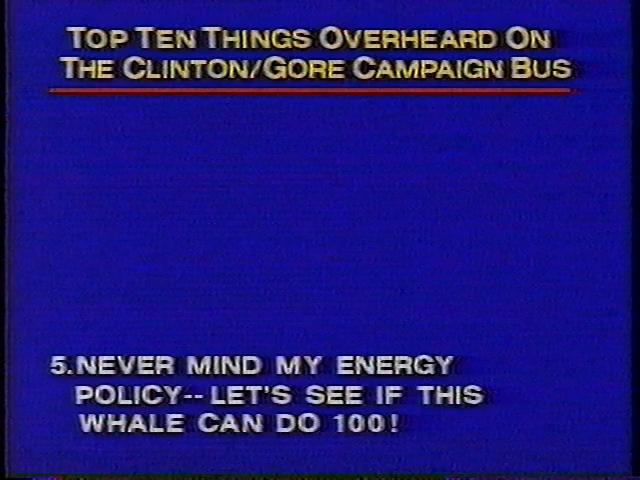 TOP TEN THINGS OVERHEARD ON
THE CLINTON/GORE CAMPAIGN BUS
5. NEVER MIND MY ENERGY
POLICY-- LET'S SEE IF THIS
WHALE CAN DO 100!